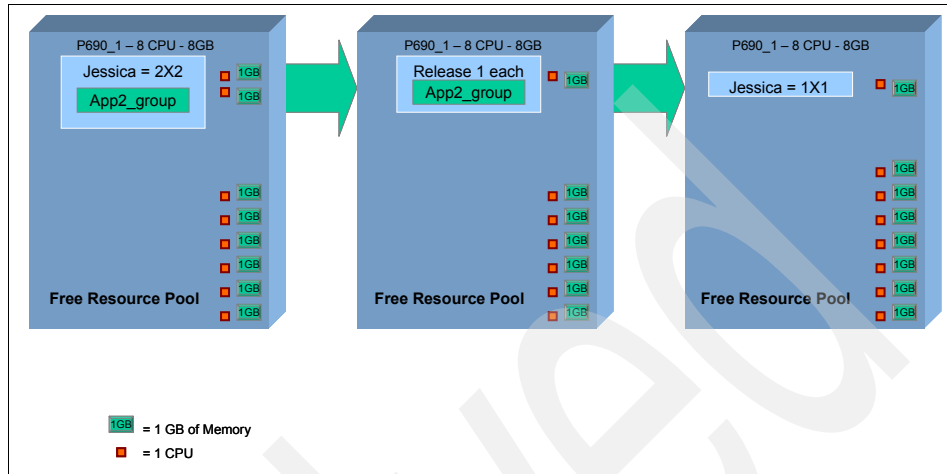 P690_1 – 8 CPU - 8GB
Jessica = 2X2
App2_group
1GB
1GB
1GB
1GB
1GB
1GB
1GB
1GB
Free Resource Pool
P690_1 – 8 CPU - 8GB
Release 1 each
App2_group
1GB
1GB
1GB
1GB
1GB
1GB
1GB
Free Resource Pool
P690_1 – 8 CPU - 8GB
Jessica = 1X1
1GB
1GB
1GB
1GB
1GB
1GB
1GB
1GB
Free Resource Pool
1GB = 1 GB of Memory
= 1 CPU